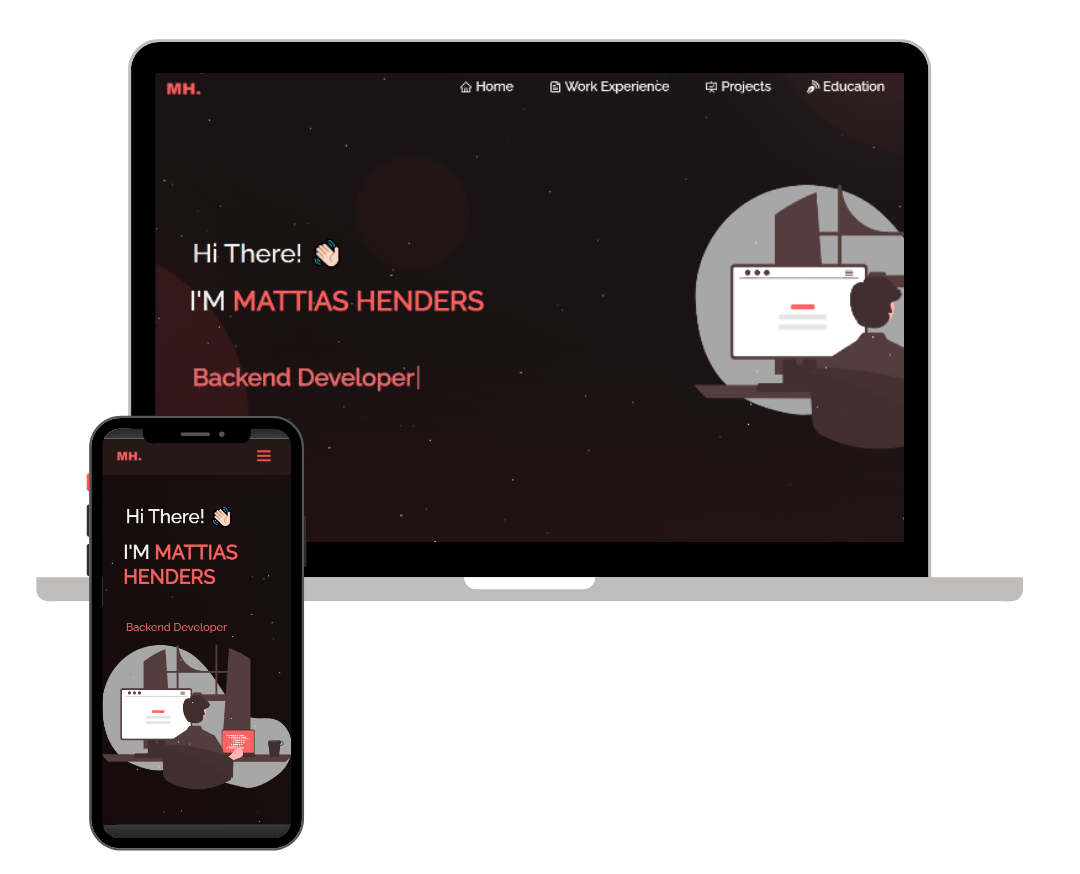 MH.
Home
Work Experience
Projects
Education
Hi There! 👋🏻
I'M MATTIAS HENDERS
Backend Developer|
MH.
Hi There! 👋🏻
I'M MATTIAS
HENDERS
Backend Developer